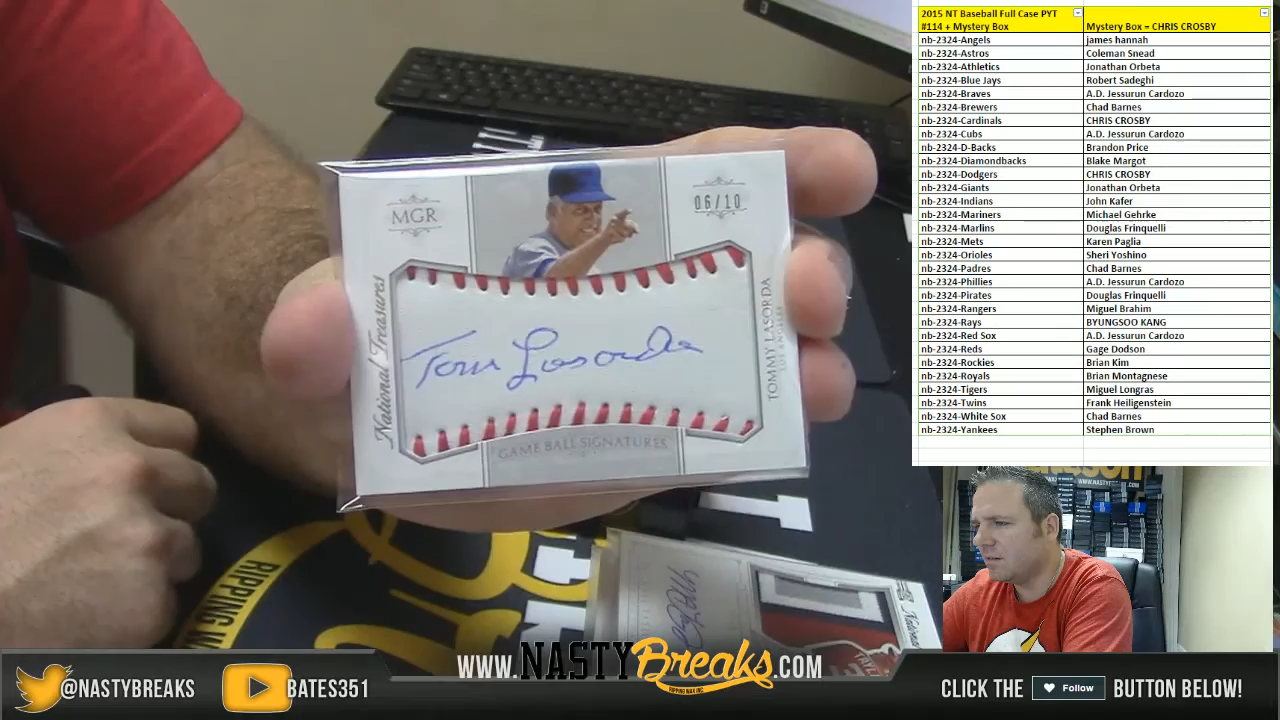 2015 NT Baseball Full Case PYT
#114 + Mystery Box
Mystery Box = CHRIS CROSBY
nb-2324-Angels james hannah
nb-2324-Astros Coleman Snead
nb-2324-Athletics Jonathan Orbeta
nb-2324-Blue Jays Robert Sadeghi
nb-2324-Braves A.D. Jessurun Cardozo
nb-2324-Brewers Chad Barnes
nb-2324-Cardinals CHRIS CROSBY
nb-2324-Cubs A.D. Jessurun Cardozo
nb-2324-D-Backs Brandon Price
nb-2324-Diamondbacks Blake Margot
nb-2324-Dodgers CHRIS CROSBY
nb-2324-Giants Jonathan Orbeta
nb-2324-Indians John Kafer
nb-2324-Mariners Michael Gehrke
nb-2324-Marlins Douglas Frinquelli
nb-2324-Mets Karen Paglia
nb-2324-Orioles Sheri Yoshino
nb-2324-Padres Chad Barnes
nb-2324-Phillies A.D. Jessurun Cardozo
nb-2324-Pirates Douglas Frinquelli
nb-2324-Rangers Miguel Brahim
nb-2324-Rays BYUNGSOO KANG
nb-2324-Red Sox A.D. Jessurun Cardozo
nb-2324-Reds Gage Dodson
nb-2324-Rockies Brian Kim
nb-2324-Royals Brian Montagnese
nb-2324-Tigers Miguel Longras
nb-2324-Twins Frank Heiligenstein
nb-2324-White Sox Chad Barnes
nb-2324-Yankees Stephen Brown
MGR
06/10
National Treasures
Tom Lasorda
TOMMY LASORDA
LOS ANGELES
GAME BALL SIGNATURES
RIPPING W
National
@NASTYBREAKS
BATES351
WWW.NASTYBreaks.COM
RIPPING WAX INC.
CLICK THE Follow BUTTON BELOW!